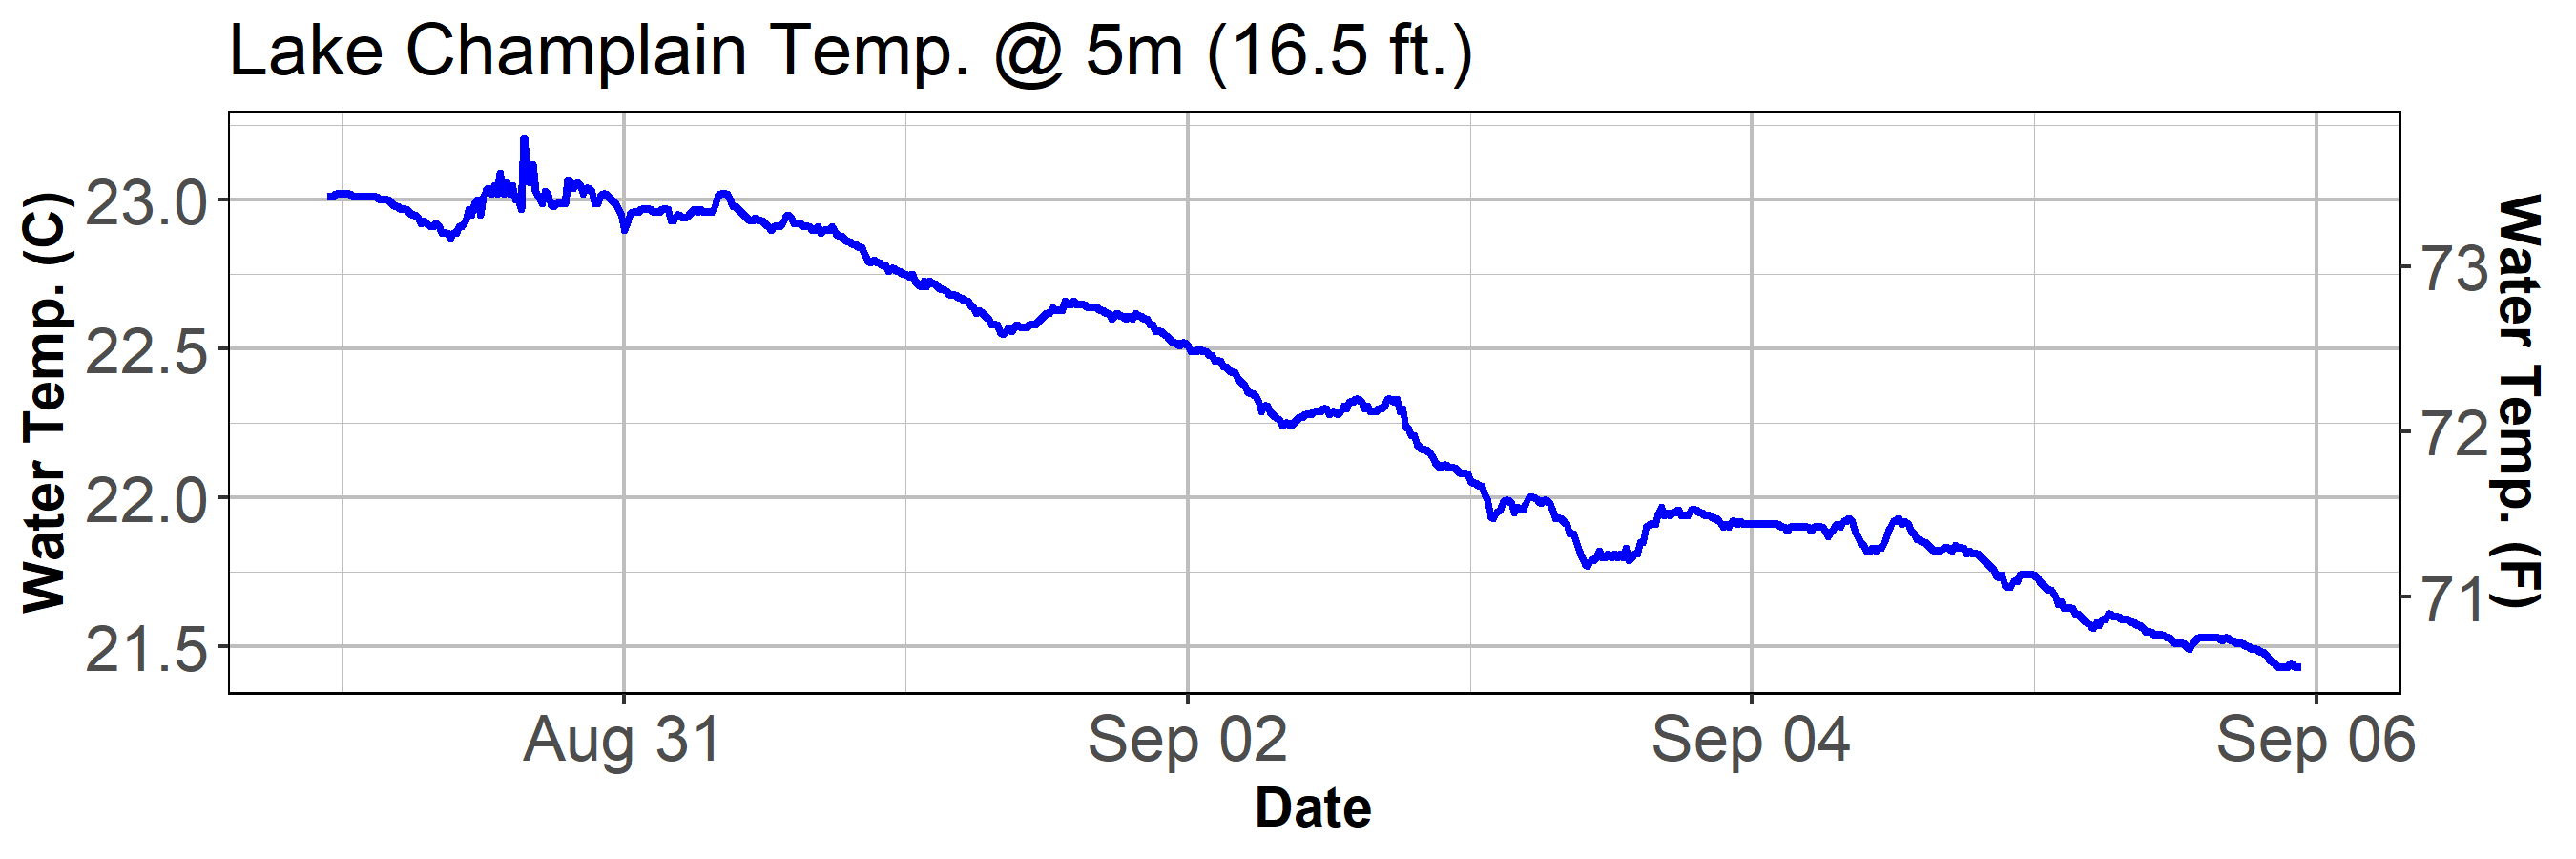 Lake Champlain Temp. @ 5m (16.5 ft.)
Water Temp. (C)
23.0
22.5
22.0
21.5
73
72
71
Water Temp. (F)
Aug 31 Sep 02 Sep 04 Sep 06
Date